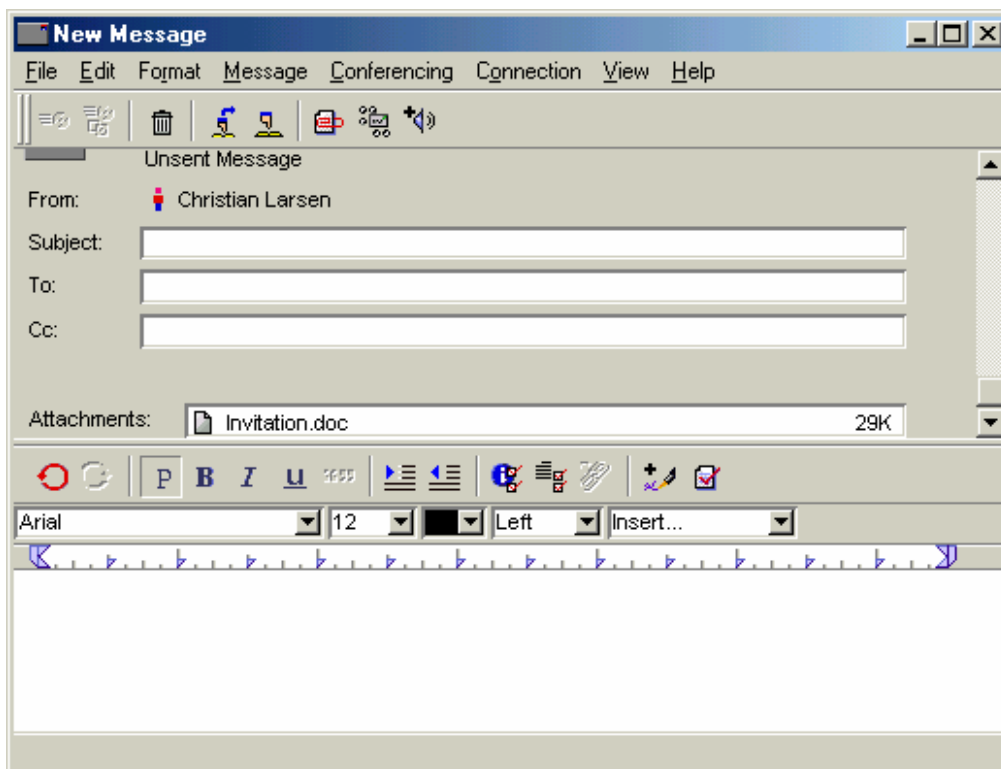 New Message
File Edit Format Message Conferencing Connection View Help
Unsent Message
From: Christian Larsen
Subject:
To:
Cc:
Attachments: Invitation.doc 29K
P B I U
Arial 12 Left Insert...